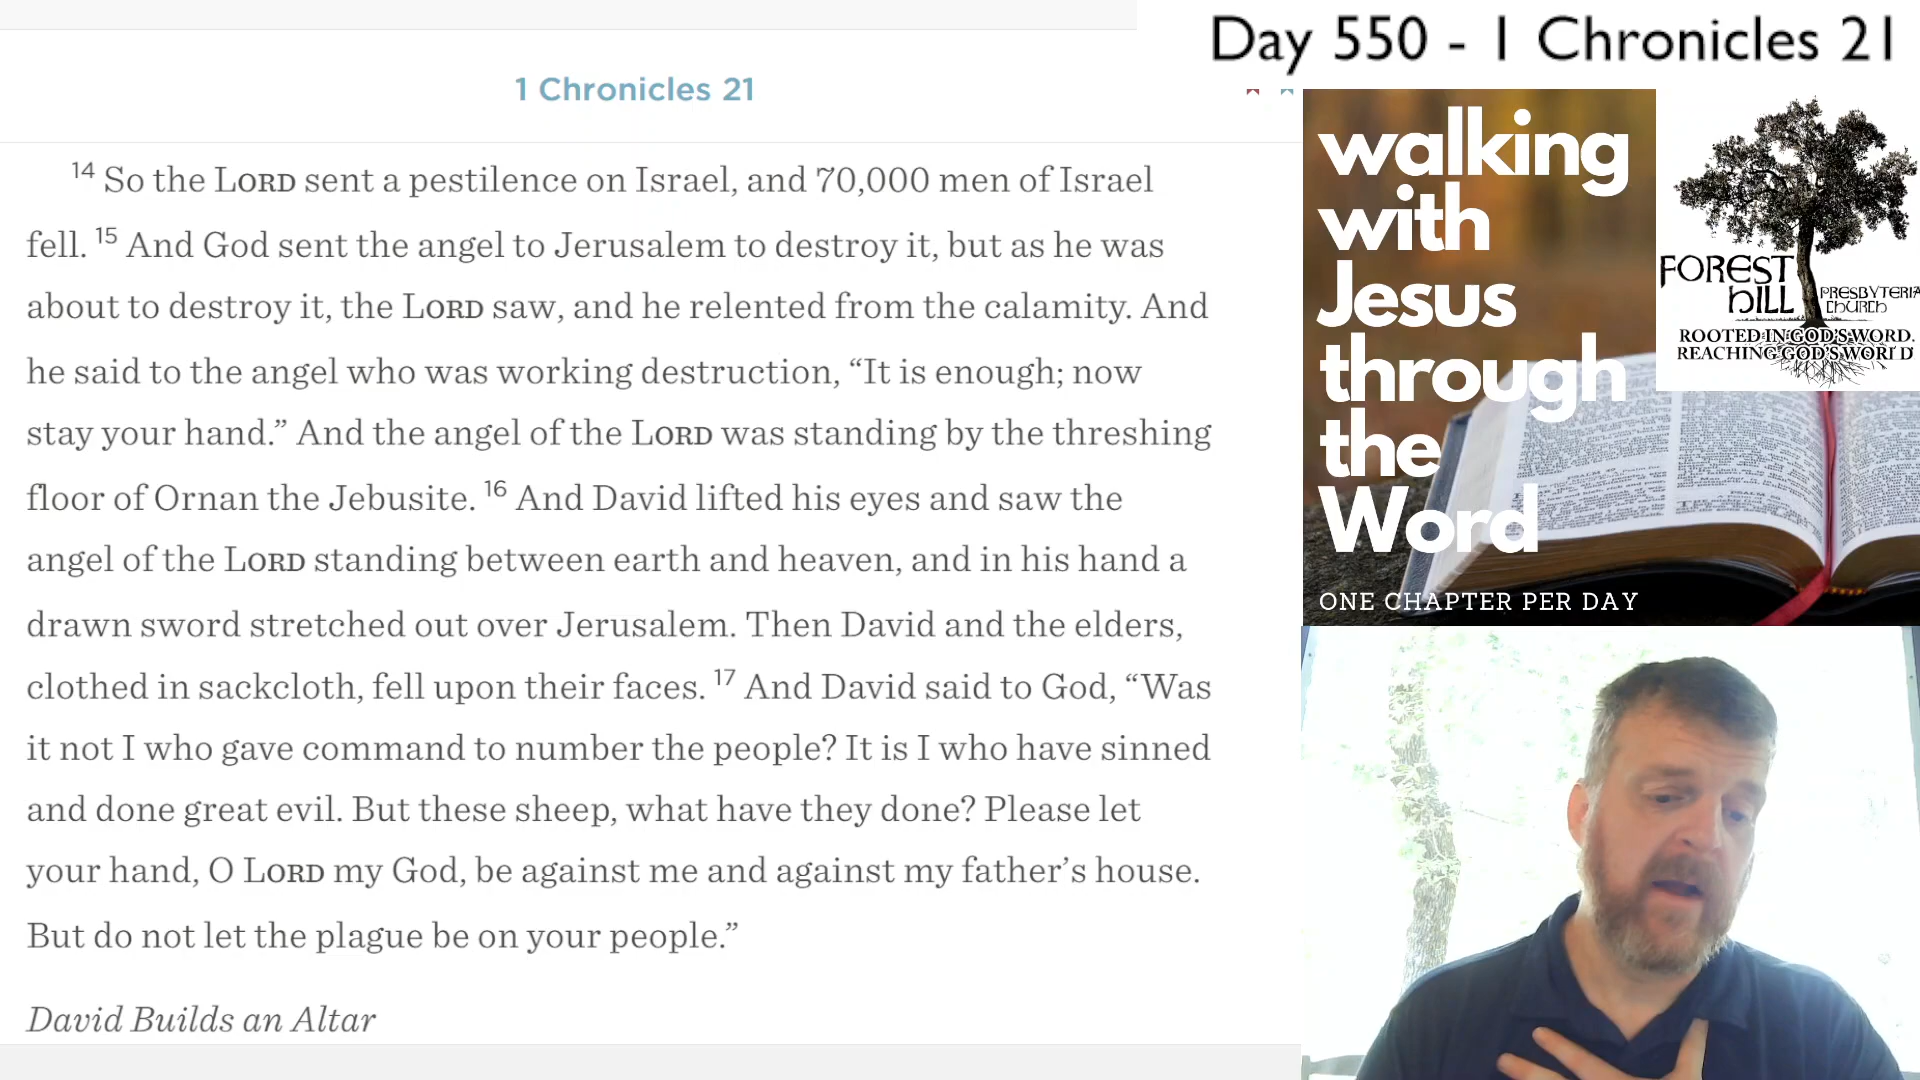 Day 550 - 1 Chronicles 21
1 Chronicles 21
14 So the LORD sent a pestilence on Israel, and 70,000 men of Israel
fell. 15 And God sent the angel to Jerusalem to destroy it, but as he was
about to destroy it, the LORD saw, and he relented from the calamity. And
he said to the angel who was working destruction, “It is enough; now
stay your hand.” And the angel of the LORD was standing by the threshing
floor of Ornan the Jebusite. 16 And David lifted his eyes and saw the
angel of the LORD standing between earth and heaven, and in his hand a
drawn sword stretched out over Jerusalem. Then David and the elders,
clothed in sackcloth, fell upon their faces. 17 And David said to God, “Was
it not I who gave command to number the people? It is I who have sinned
and done great evil. But these sheep, what have they done? Please let
your hand, O LORD my God, be against me and against my father’s house.
But do not let the plague be on your people.”
David Builds an Altar
walking
with
Jesus
through
the
Word
ONE CHAPTER PER DAY
FOREST
HILL
PRESBYTERIA
CHURCH
ROOTED IN GOD'S WORD.
REACHING GOD'S WORLD